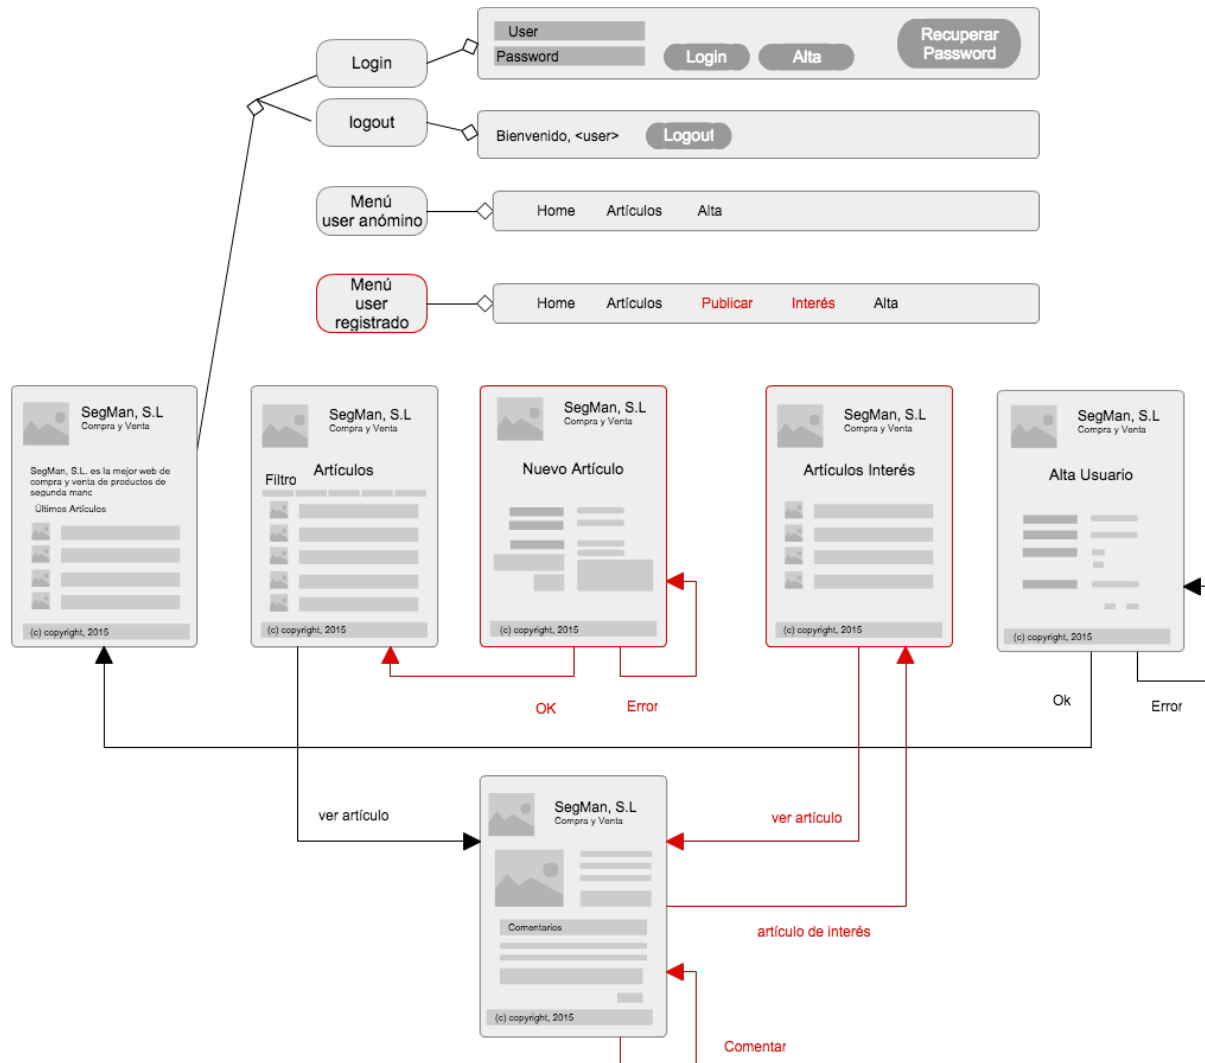 User
Password
Login
Alta
Recuperar
Password
Login
logout
Bienvenido, <user>
Logout
Menú
user anómino
Home
Artículos
Alta
Menú
user
registrado
Home
Artículos
Publicar
Interés
Alta
SegMan, S.L
Compra y Venta
SegMan, S.L. es la mejor web de
compra y venta de productos de
segunda manc
Últimos Artículos
(c) copyright, 2015
SegMan, S.L
Compra y Venta
Artículos
Filtro
(c) copyright, 2015
SegMan, S.L
Compra y Venta
Nuevo Artículo
(c) copyright, 2015
SegMan, S.L
Compra y Venta
Artículos Interés
(c) copyright, 2015
SegMan, S.L
Compra y Venta
Alta Usuario
(c) copyright, 2015
OK
Error
Ok
Error
ver artículo
ver artículo
SegMan, S.L
Compra y Venta
Comentarios
(c) copyright, 2015
artículo de interés
Comentar